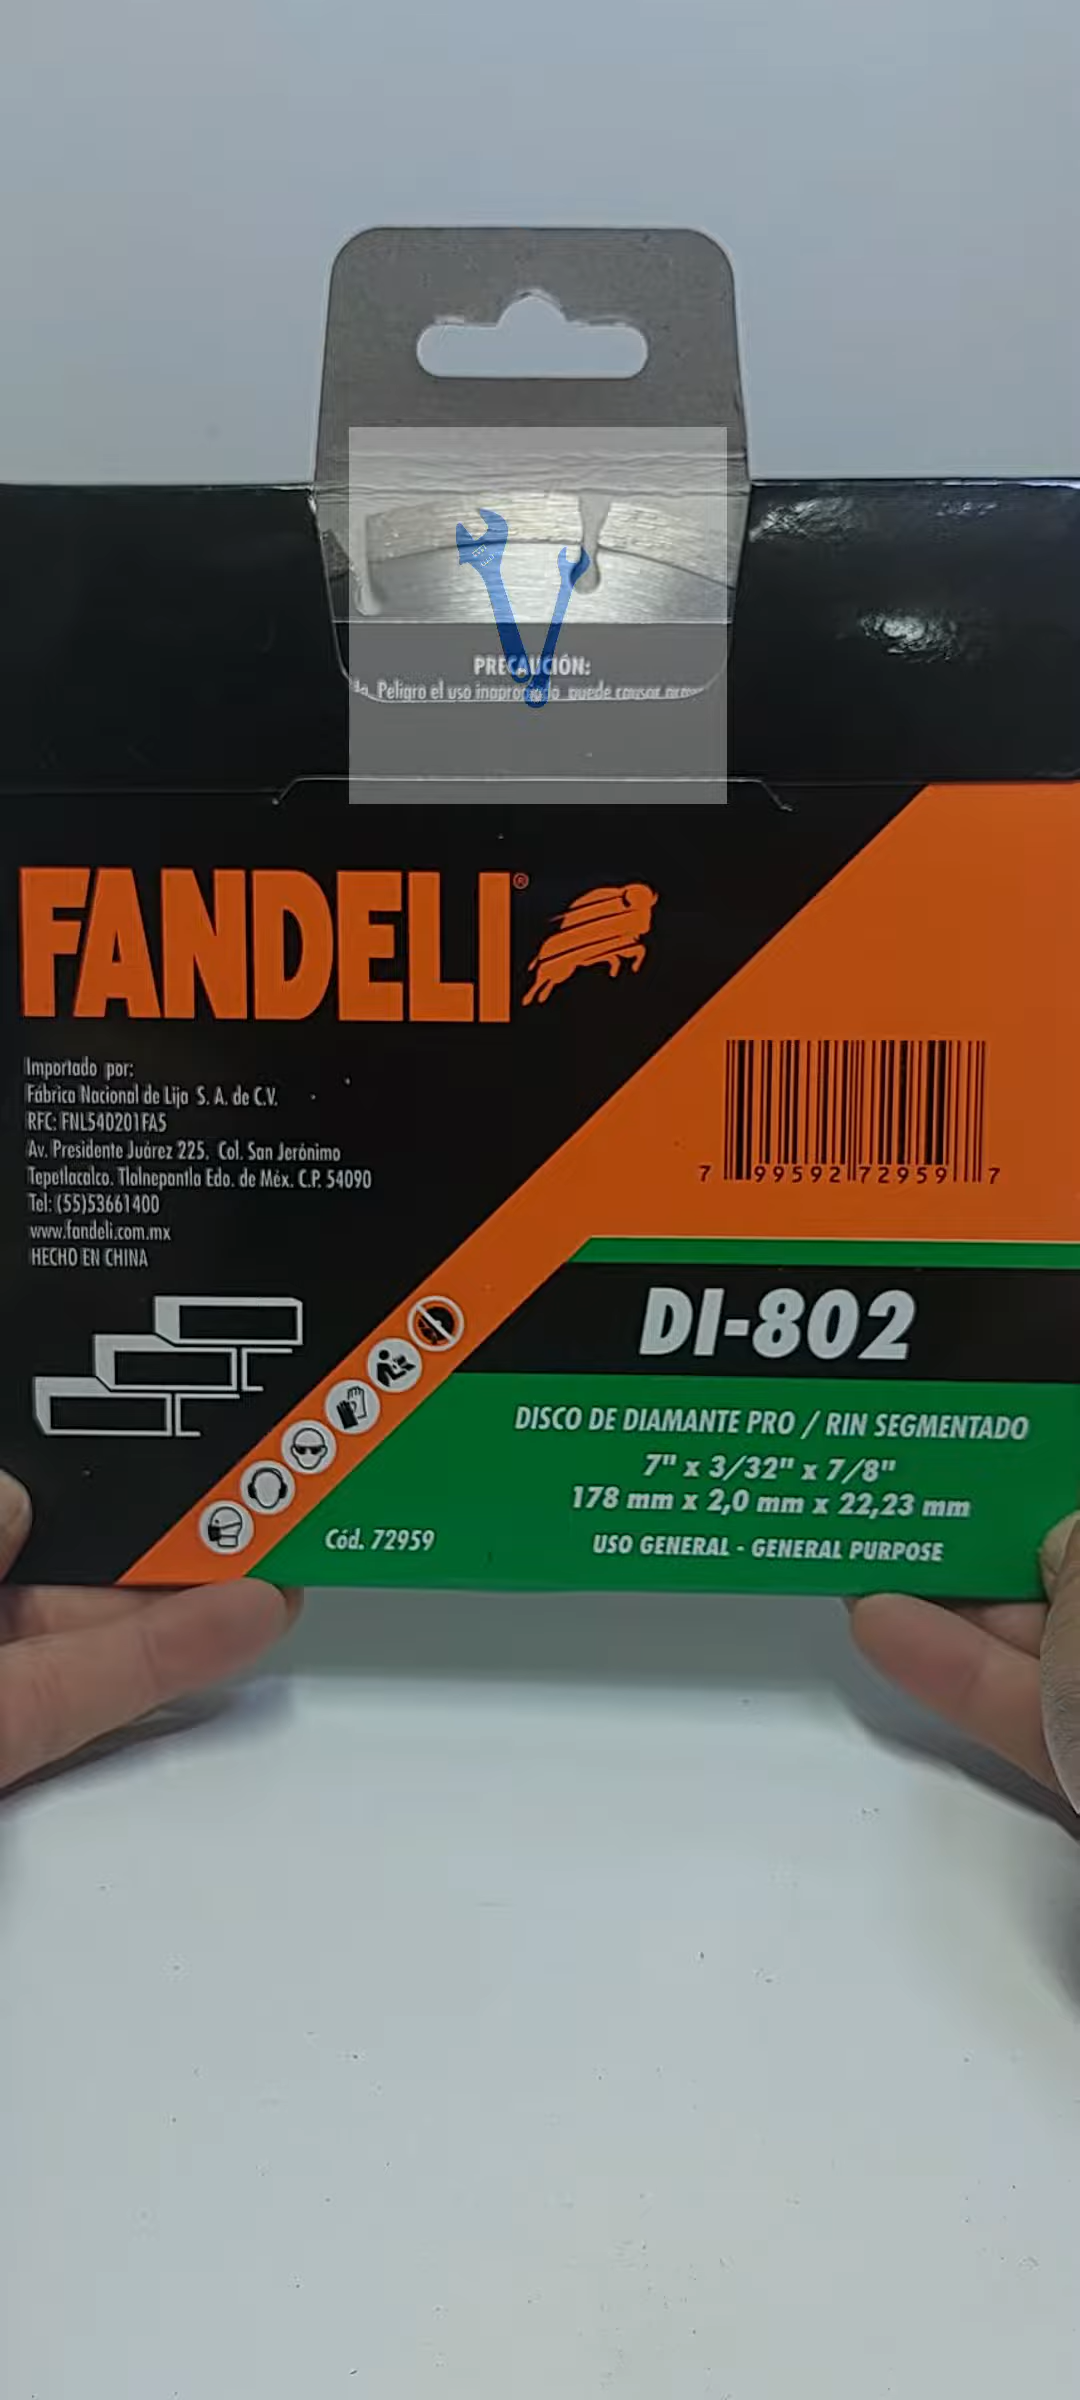 PRECAUCIÓN:
Peligro el uso inapropiado puede causar
FANDELI®
Importado por:
Fábrica Nacional de Lija S. A. de C.V.
RFC: FNL540201FA5
Av. Presidente Juárez 225. Col. San Jerónimo
Tepetlacalco. Tlalnepantla Edo. de Méx. C.P. 54090
Tel: (55)53661400
www.fandeli.com.mx
HECHO EN CHINA
7 99592 72959 7
DI-802
DISCO DE DIAMANTE PRO / RIN SEGMENTADO
7" x 3/32" x 7/8"
178 mm x 2,0 mm x 22,23 mm
Cód. 72959
USO GENERAL - GENERAL PURPOSE